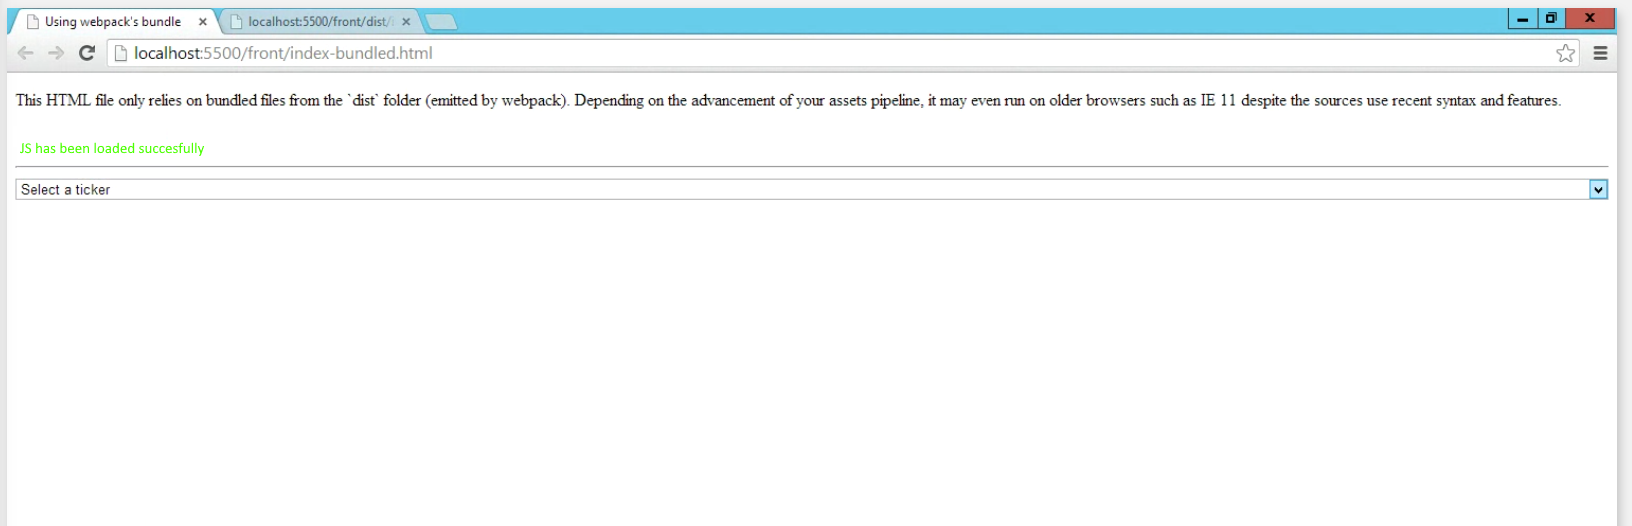 Using webpack's bundle
localhost:5500/front/dist/
localhost:5500/front/index-bundled.html
This HTML file only relies on bundled files from the `dist` folder (emitted by webpack). Depending on the advancement of your assets pipeline, it may even run on older browsers such as IE 11 despite the sources use recent syntax and features.
JS has been loaded succesfully
Select a ticker